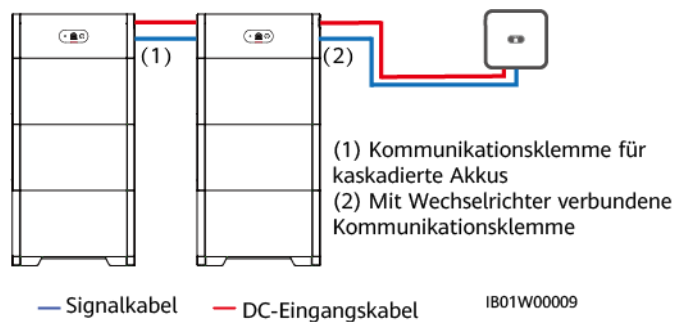 (1)
(2)
(1) Kommunikationsklemme für
kaskadierte Akkus
(2) Mit Wechselrichter verbundene
Kommunikationsklemme
Signalkabel
DC-Eingangskabel
IB01W00009